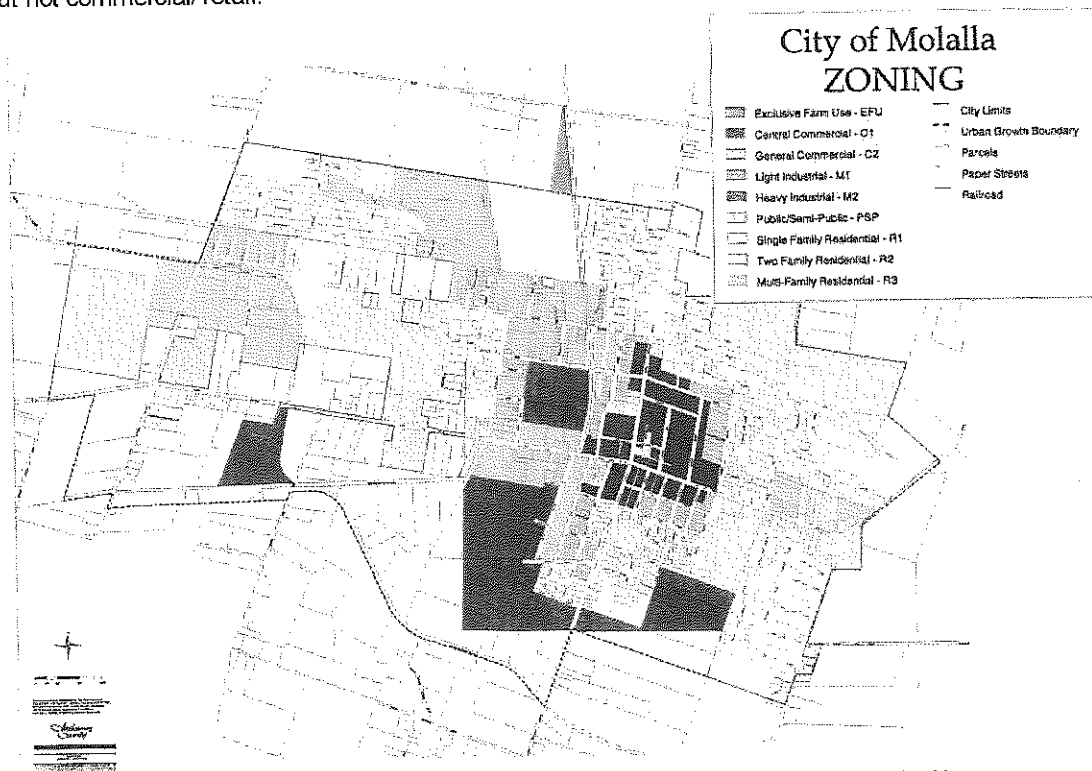 ut not commercial/retail.
City of Molalla
ZONING
Exclusive Farm Use - EFU
Central Commercial - C1
General Commercial - C2
Light Industrial - M1
Heavy Industrial - M2
Public/Semi-Public - PSP
Single Family Residential - R1
Two Family Residential - R2
Multi-Family Residential - R3
City Limits
Urban Growth Boundary
Parcels
Paper Streets
Railroad
Clackamas
County